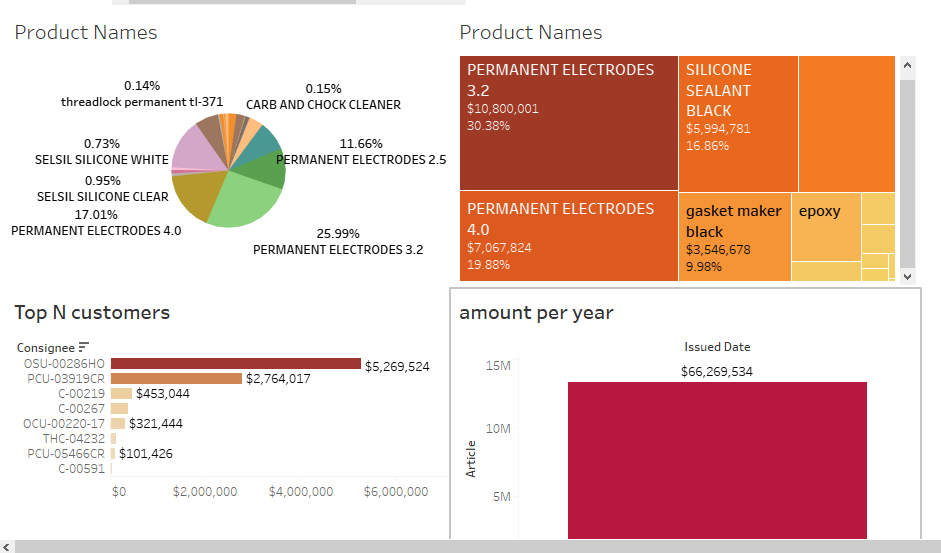 Product Names
0.14%
threadlock permanent tl-371
0.15%
CARB AND CHOCK CLEANER
0.73%
SELSIL SILICONE WHITE
11.66%
PERMANENT ELECTRODES 2.5
0.95%
SELSIL SILICONE CLEAR
17.01%
PERMANENT ELECTRODES 4.0
25.99%
PERMANENT ELECTRODES 3.2
Product Names
PERMANENT ELECTRODES
3.2
$10,800,001
30.38%
SILICONE
SEALANT
BLACK
$5,994,781
16.86%
PERMANENT ELECTRODES
4.0
$7,067,824
19.88%
gasket maker
black
$3,546,678
9.98%
epoxy
Top N customers
Consignee
OSU-00286HO $5,269,524
PCU-03919CR $2,764,017
C-00219 $453,044
C-00267
OCU-00220-17 $321,444
THC-04232
PCU-05466CR $101,426
C-00591
$0 $2,000,000 $4,000,000 $6,000,000
amount per year
Issued Date
$66,269,534
15M
10M
5M
Article